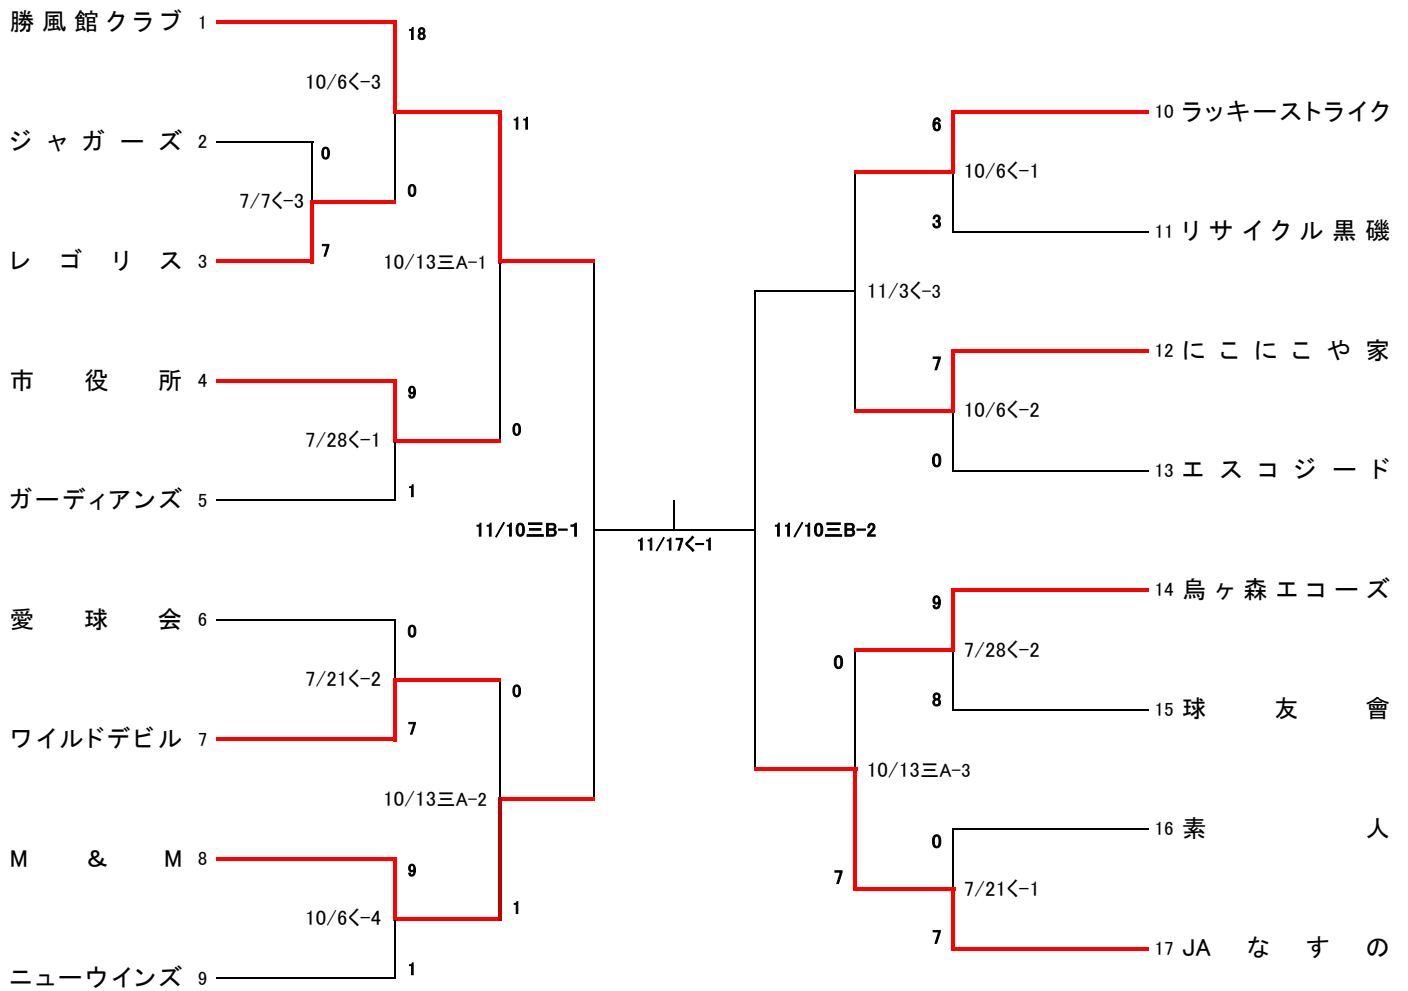 勝風館クラブ 1
18
10/6く-3
11
ジャガーズ 2
0
7/7く-3
0
レゴリス 3
7
10/13三A-1
市役所 4
9
7/28く-1
0
ガーディアンズ 5
1
11/10三B-1
愛球会 6
0
7/21く-2
0
ワイルドデビル 7
7
10/13三A-2
M&M 8
9
10/6く-4
1
ニューウインズ 9
1
11/17く-1
6
10 ラッキーストライク
10/6く-1
3
11 リサイクル黒磯
11/3く-3
7
12 にこにこや家
10/6く-2
0
13 エスコジード
11/10三B-2
9
14 烏ヶ森エコーズ
0
7/28く-2
8
15 球友會
10/13三A-3
0
16 素人
7
7/21く-1
7
17 JAなすの